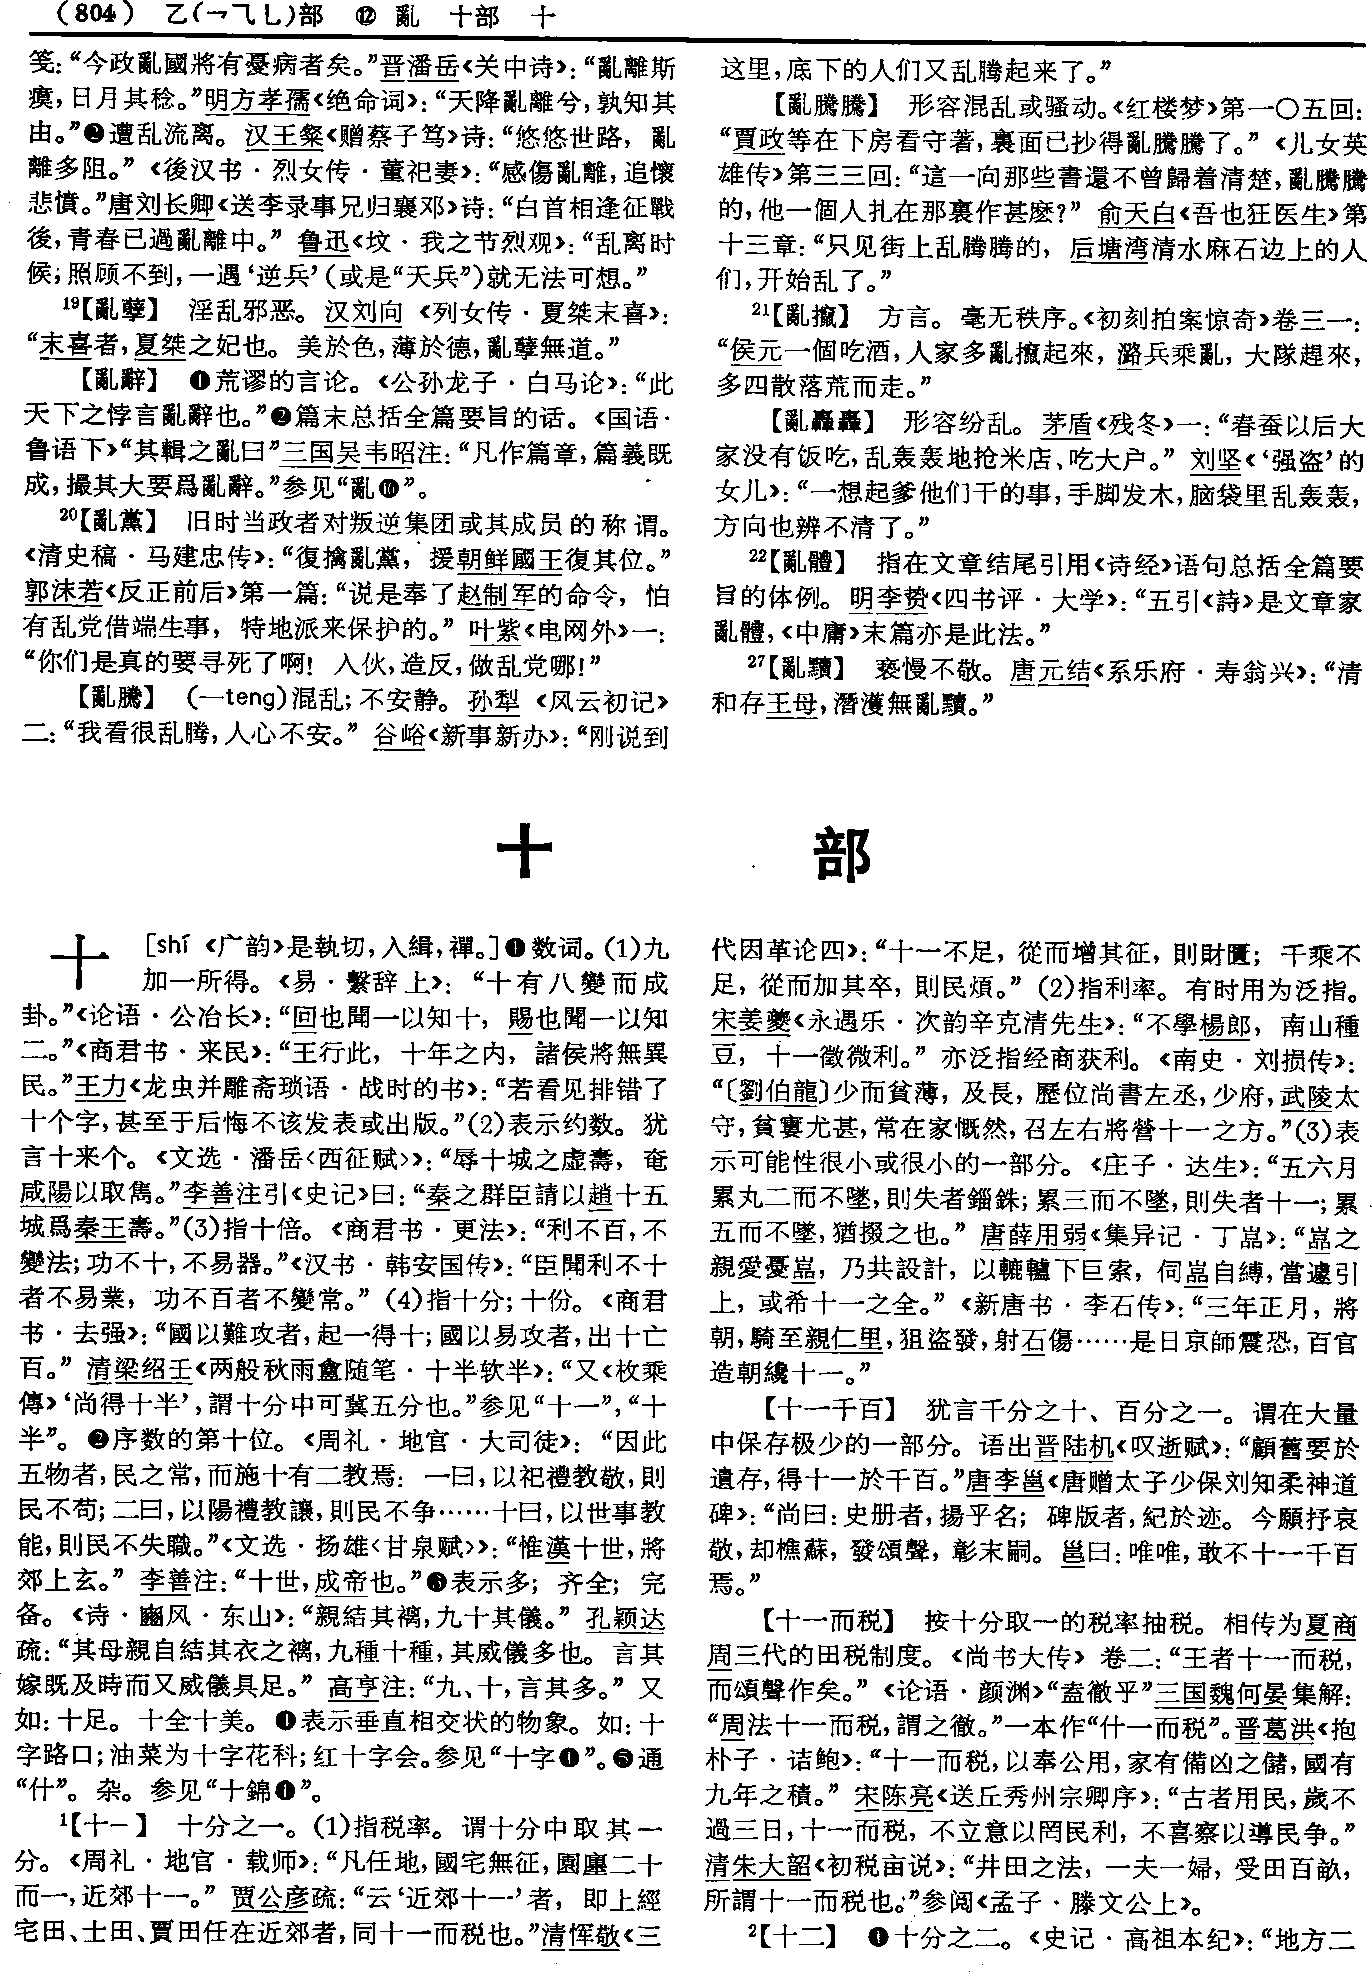 (804) 乙(乛⺄乚)部 ⑫ 亂 十部 十
笺：“今政亂國將有憂病者矣。”晋潘岳《关中诗》：“亂離斯
瘼，日月其稔。”明方孝孺《绝命词》：“天降亂離兮，孰知其
由。”❷遭乱流离。 汉王粲《赠蔡子笃》诗：“悠悠世路，亂
離多阻。”《後汉书·烈女传·董祀妻》：“感傷亂離，追懷
悲憤。”唐刘长卿《送李录事兄归襄邓》诗：“白首相逢征戰
後，青春已過亂離中。” 鲁迅《坟·我之节烈观》：“乱离时
候；照顾不到，一遇‘逆兵’（或是“天兵”）就无法可想。”
19【亂孽】 淫乱邪恶。 汉刘向《列女传·夏桀末喜》：
“末喜者，夏桀之妃也。 美於色，薄於德，亂孽無道。”
【亂辭】 ❶荒谬的言论。《公孙龙子·白马论》：“此
天下之悖言亂辭也。”❷篇末总括全篇要旨的话。《国语·
鲁语下》“其輯之亂曰”三国吴韦昭注：“凡作篇章，篇義既
成，撮其大要爲亂辭。”参见“亂❿”。
20【亂黨】 旧时当政者对叛逆集团或其成员的称谓。
《清史稿·马建忠传》：“復擒亂黨， 援朝鲜國王復其位。”
郭沫若《反正前后》第一篇：“说是奉了赵制军的命令， 怕
有乱党借端生事， 特地派来保护的。” 叶紫《电网外》一：
“你们是真的要寻死了啊！ 入伙，造反，做乱党哪！”
【亂騰】 （—teng）混乱；不安静。 孙犁《风云初记》
二：“我看很乱腾，人心不安。” 谷峪《新事新办》：“刚说到
这里，底下的人们又乱腾起来了。”
【亂騰騰】 形容混乱或骚动。《红楼梦》第一〇五回：
“賈政等在下房看守著，裏面已抄得亂騰騰了。”《儿女英
雄传》第三三回：“這一向那些書還不曾歸着清楚，亂騰騰
的，他一個人扎在那裏作甚麽？” 俞天白《吾也狂医生》第
十三章：“只见街上乱腾腾的， 后塘湾清水麻石边上的人
们，开始乱了。”
21【亂攛】 方言。 毫无秩序。《初刻拍案惊奇》卷三一：
“侯元一個吃酒，人家多亂攛起來， 潞兵乘亂， 大隊趕來，
多四散落荒而走。”
【亂轟轟】 形容纷乱。 茅盾《残冬》一：“春蚕以后大
家没有饭吃，乱轰轰地抢米店、吃大户。” 刘坚《‘强盗’的
女儿》：“一想起爹他们干的事，手脚发木，脑袋里乱轰轰，
方向也辨不清了。”
22【亂體】 指在文章结尾引用《诗经》语句总括全篇要
旨的体例。 明李贽《四书评·大学》：“五引《詩》是文章家
亂體，《中庸》末篇亦是此法。”
27【亂黷】 亵慢不敬。 唐元结《系乐府·寿翁兴》：“清
和存王母，潛濩無亂黷。”
十 部
十 [shí 《广韵》是執切，入緝，禪。]❶数词。（1）九
加一所得。《易·繫辞上》：“十有八變而成
卦。”《论语·公冶长》：“回也聞一以知十， 賜也聞一以知
二。”《商君书·来民》：“王行此， 十年之内， 諸侯將無異
民。”王力《龙虫并雕斋琐语·战时的书》：“若看见排错了
十个字，甚至于后悔不该发表或出版。”（2）表示约数。 犹
言十来个。《文选·潘岳〈西征赋〉》：“辱十城之虚壽， 奄
咸陽以取雋。”李善注引《史记》曰：“秦之群臣請以趙十五
城爲秦王壽。”（3）指十倍。《商君书·更法》：“利不百，不
變法；功不十，不易器。”《汉书·韩安国传》：“臣聞利不十
者不易業， 功不百者不變常。”（4）指十分；十份。《商君
书·去强》：“國以難攻者，起一得十；國以易攻者，出十亡
百。” 清梁绍壬《两般秋雨盦随笔·十半软半》：“又《枚乘
傳》‘尚得十半’，謂十分中可冀五分也。”参见“十一”，“十
半”。 ❷序数的第十位。《周礼·地官·大司徒》：“因此
五物者，民之常，而施十有二教焉： 一曰，以祀禮教敬，則
民不苟；二曰，以陽禮教讓，則民不争……十曰，以世事教
能，則民不失職。”《文选·扬雄〈甘泉赋〉》：“惟漢十世，將
郊上玄。” 李善注：“十世，成帝也。”❸表示多；齐全；完
备。《诗·豳风·东山》：“親結其褵，九十其儀。” 孔颖达
疏：“其母親自結其衣之褵，九種十種，其威儀多也。 言其
嫁既及時而又威儀具足。” 高亨注：“九、十，言其多。” 又
如：十足。 十全十美。 ❹表示垂直相交状的物象。如：十
字路口；油菜为十字花科；红十字会。参见“十字❶”。❺通
“什”。 杂。 参见“十錦❶”。
1【十一】 十分之一。（1）指税率。 谓十分中取其一
分。《周礼·地官·载师》：“凡任地，國宅無征，園廛二十
而一，近郊十一。” 贾公彦疏：“云‘近郊十一’者， 即上經
宅田、士田、賈田任在近郊者，同十一而税也。”清恽敬《三
代因革论四》：“十一不足， 從而增其征， 則財匱； 千乘不
足，從而加其卒，則民煩。”（2）指利率。 有时用为泛指。
宋姜夔《永遇乐·次韵辛克清先生》：“不學楊郎， 南山種
豆， 十一徵微利。” 亦泛指经商获利。《南史·刘损传》：
“〔劉伯龍〕少而貧薄，及長，歷位尚書左丞，少府，武陵太
守，貧窶尤甚，常在家慨然，召左右將營十一之方。”（3）表
示可能性很小或很小的一部分。《庄子·达生》：“五六月
累丸二而不墜，則失者錙銖；累三而不墜，則失者十一；累
五而不墜，猶掇之也。” 唐薛用弱《集异记·丁嵓》：“嵓之
親愛憂嵓， 乃共設計， 以轆轤下巨索， 伺嵓自縛，當遽引
上， 或希十一之全。”《新唐书·李石传》：“三年正月， 將
朝，騎至親仁里，狙盜發，射石傷……是日京師震恐，百官
造朝纔十一。”
【十一千百】 犹言千分之十、百分之一。 谓在大量
中保存极少的一部分。 语出晋陆机《叹逝赋》：“顧舊要於
遺存，得十一於千百。”唐李邕《唐赠太子少保刘知柔神道
碑》：“尚曰：史册者，揚乎名； 碑版者，紀於迹。 今願抒哀
敬，却樵蘇， 發頌聲， 彰末嗣。 邕曰：唯唯，敢不十一千百
焉。”
【十一而税】 按十分取一的税率抽税。 相传为夏商
周三代的田税制度。《尚书大传》卷二：“王者十一而税，
而頌聲作矣。”《论语·颜渊》“盍徹乎”三国魏何晏集解：
“周法十一而税，謂之徹。”一本作“什一而税”。晋葛洪《抱
朴子·诘鲍》：“十一而税，以奉公用，家有備凶之儲，國有
九年之積。” 宋陈亮《送丘秀州宗卿序》：“古者用民，歲不
過三日，十一而税， 不立意以罔民利， 不喜察以導民争。”
清朱大韶《初税亩说》：“井田之法， 一夫一婦， 受田百畝，
所謂十一而税也。”参阅《孟子·滕文公上》。
2【十二】 ❶十分之二。《史记·高祖本纪》：“地方二